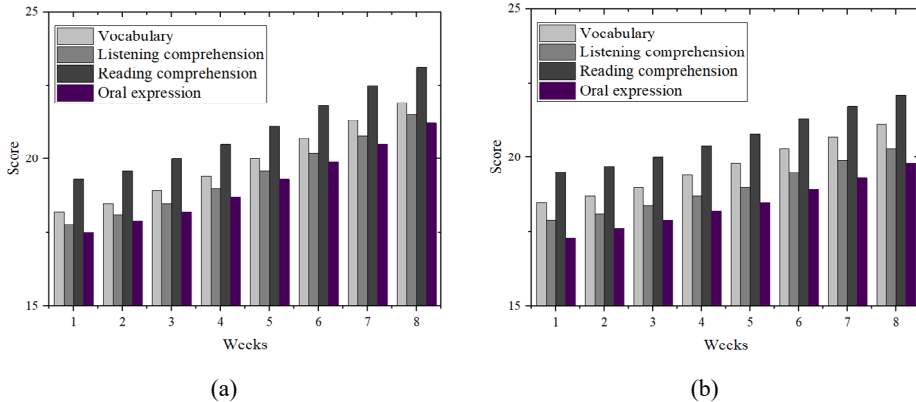 25
20
15
Score
Vocabulary
Listening comprehension
Reading comprehension
Oral expression
1 2 3 4 5 6 7 8
Weeks
(a)
25
20
15
Score
Vocabulary
Listening comprehension
Reading comprehension
Oral expression
1 2 3 4 5 6 7 8
Weeks
(b)